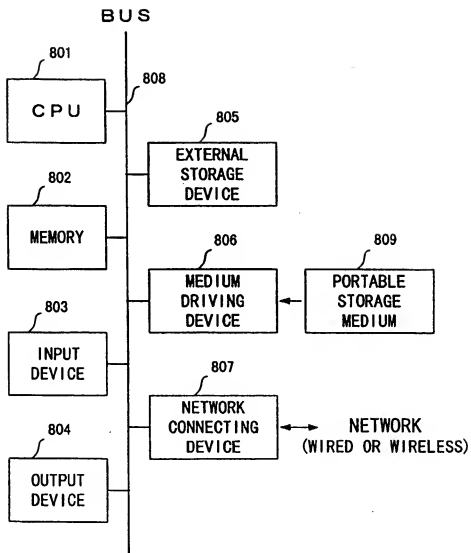 BUS
801
CPU
808
805
EXTERNAL
STORAGE
DEVICE
802
MEMORY
806
MEDIUM
DRIVING
DEVICE
809
PORTABLE
STORAGE
MEDIUM
803
INPUT
DEVICE
807
NETWORK
CONNECTING
DEVICE
NETWORK
(WIRED OR WIRELESS)
804
OUTPUT
DEVICE